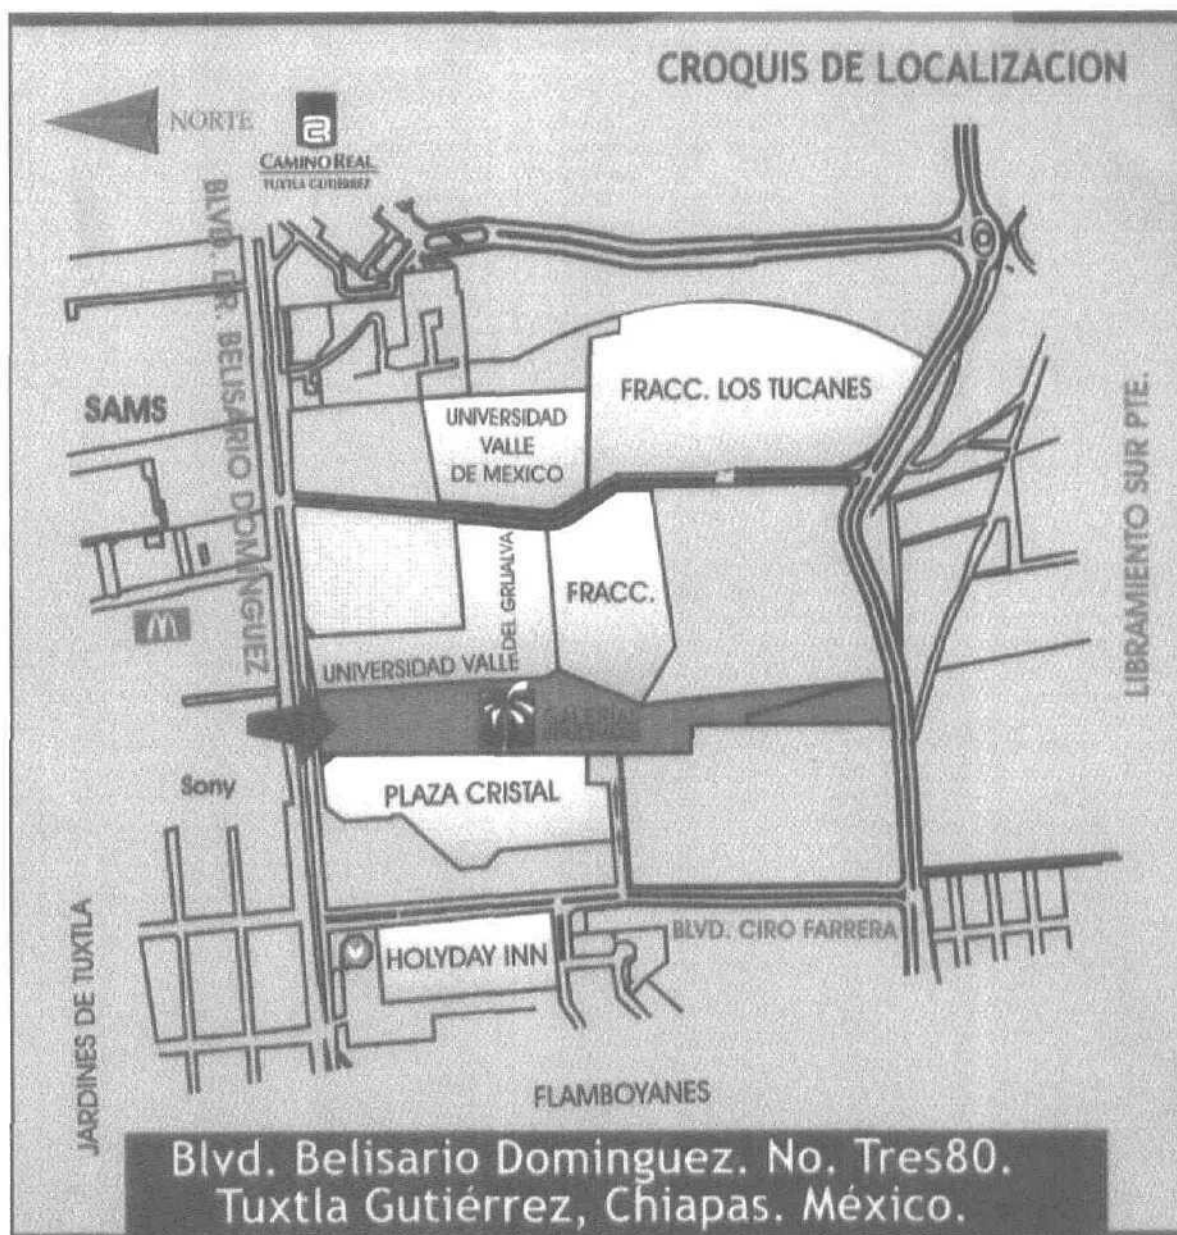 CROQUIS DE LOCALIZACION
NORTE
CAMINO REAL
TUXTLA GUTIÉRREZ
BLVD. DR. BELISARIO DOMINGUEZ
SAMS
UNIVERSIDAD
VALLE
DE MEXICO
FRACC. LOS TUCANES
LIBRAMIENTO SUR PTE.
DEL GRIJALVA
FRACC.
UNIVERSIDAD VALLE
Sony
PLAZA CRISTAL
HOLYDAY INN
BLVD. CIRO FARRERA
JARDINES DE TUXTLA
FLAMBOYANES
Blvd. Belisario Dominguez. No. Tres80.
Tuxtla Gutiérrez, Chiapas. México.